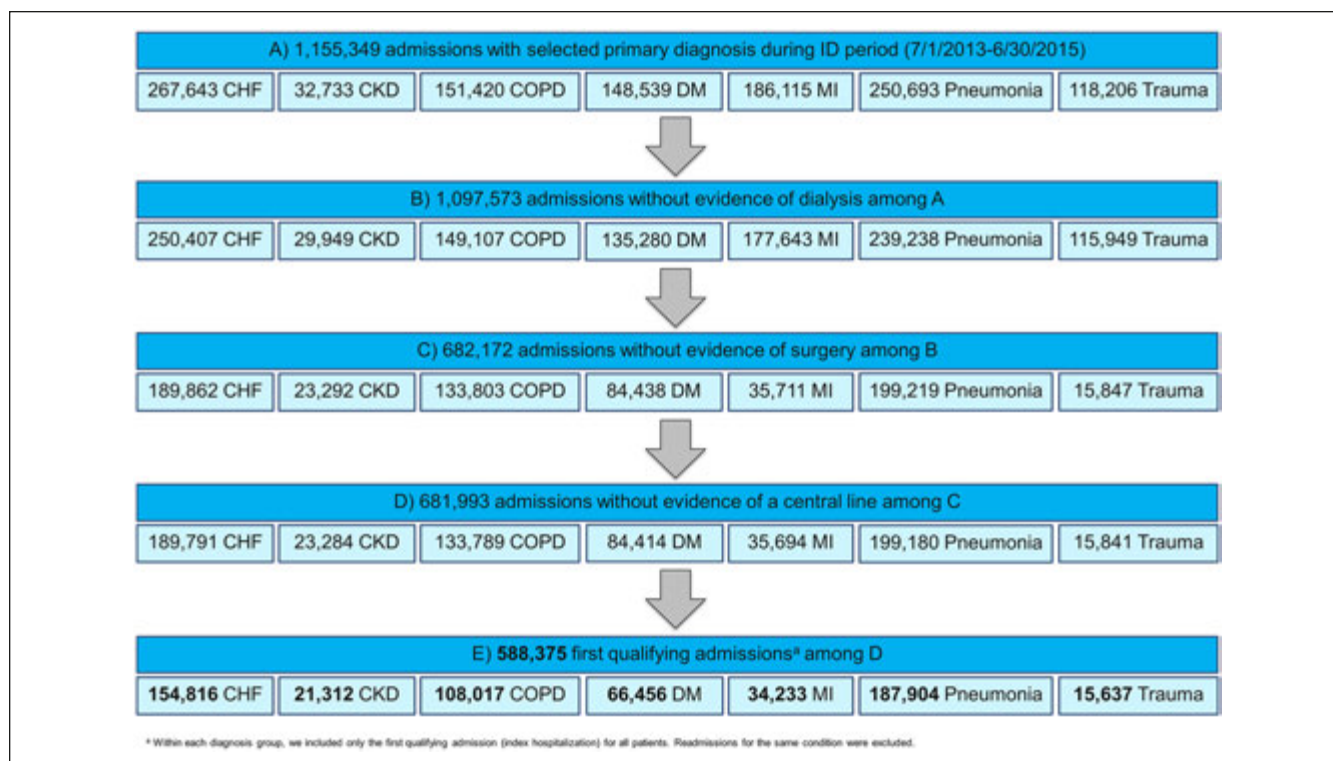 A) 1,155,349 admissions with selected primary diagnosis during ID period (7/1/2013-6/30/2015)
267,643 CHF 32,733 CKD 151,420 COPD 148,539 DM 186,115 MI 250,693 Pneumonia 118,206 Trauma
B) 1,097,573 admissions without evidence of dialysis among A
250,407 CHF 29,949 CKD 149,107 COPD 135,280 DM 177,643 MI 239,238 Pneumonia 115,949 Trauma
C) 682,172 admissions without evidence of surgery among B
189,862 CHF 23,292 CKD 133,803 COPD 84,438 DM 35,711 MI 199,219 Pneumonia 15,847 Trauma
D) 681,993 admissions without evidence of a central line among C
189,791 CHF 23,284 CKD 133,789 COPD 84,414 DM 35,694 MI 199,180 Pneumonia 15,841 Trauma
E) 588,375 first qualifying admissionsª among D
154,816 CHF 21,312 CKD 108,017 COPD 66,456 DM 34,233 MI 187,904 Pneumonia 15,637 Trauma
ª Within each diagnosis group, we included only the first qualifying admission (index hospitalization) for all patients. Readmissions for the same condition were excluded.